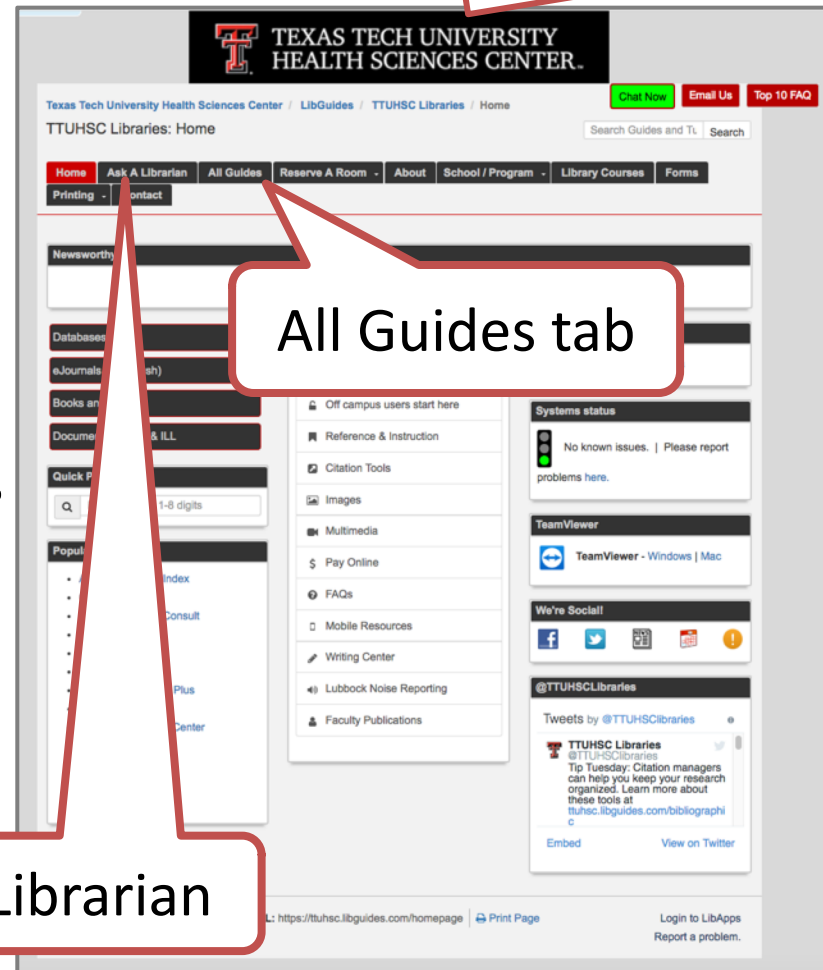 TEXAS TECH UNIVERSITY
HEALTH SCIENCES CENTER™
Chat Now Email Us Top 10 FAQ
Texas Tech University Health Sciences Center / LibGuides / TTUHSC Libraries / Home
TTUHSC Libraries: Home
Search Guides and Search
Home Ask A Librarian All Guides Reserve A Room About School / Program Library Courses Forms
Printing Contact
Newsworthy
All Guides tab
Databases
eJournals
Books
& ILL
Quick
1-8 digits
Index
Consult
Plus
Center
Off campus users start here
Reference & Instruction
Citation Tools
Images
Multimedia
$ Pay Online
FAQs
Mobile Resources
Writing Center
Lubbock Noise Reporting
Faculty Publications
Systems status
No known issues. | Please report
problems here.
TeamViewer
TeamViewer - Windows | Mac
We're Social!
@TTUHSCLibraries
Tweets by @TTUHSClibraries
TTUHSC Libraries
@TTUHSClibraries
Tip Tuesday: Citation managers
can help you keep your research
organized. Learn more about
these tools at
ttuhsc.libguides.com/bibliographi
c
Embed View on Twitter
Librarian
https://ttuhsc.libguides.com/homepage Print Page Login to LibApps
Report a problem.